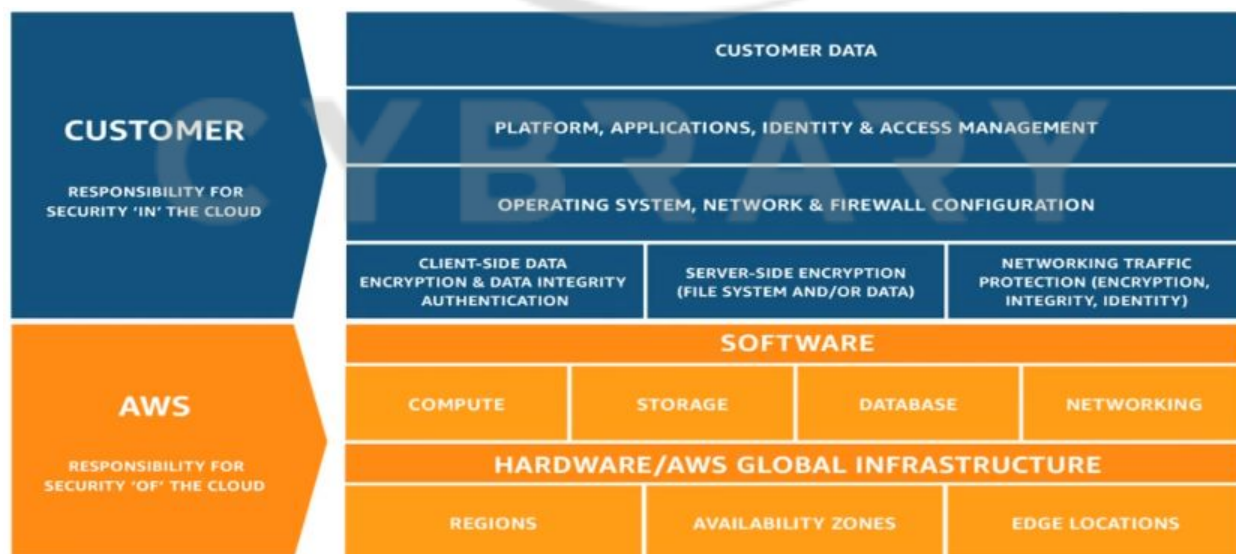 CUSTOMER
RESPONSIBILITY FOR
SECURITY 'IN' THE CLOUD
CUSTOMER DATA
PLATFORM, APPLICATIONS, IDENTITY & ACCESS MANAGEMENT
OPERATING SYSTEM, NETWORK & FIREWALL CONFIGURATION
CLIENT-SIDE DATA
ENCRYPTION & DATA INTEGRITY
AUTHENTICATION
SERVER-SIDE ENCRYPTION
(FILE SYSTEM AND/OR DATA)
NETWORKING TRAFFIC
PROTECTION (ENCRYPTION,
INTEGRITY, IDENTITY)
CYBRARY
AWS
RESPONSIBILITY FOR
SECURITY 'OF' THE CLOUD
SOFTWARE
COMPUTE
STORAGE
DATABASE
NETWORKING
HARDWARE/AWS GLOBAL INFRASTRUCTURE
REGIONS
AVAILABILITY ZONES
EDGE LOCATIONS